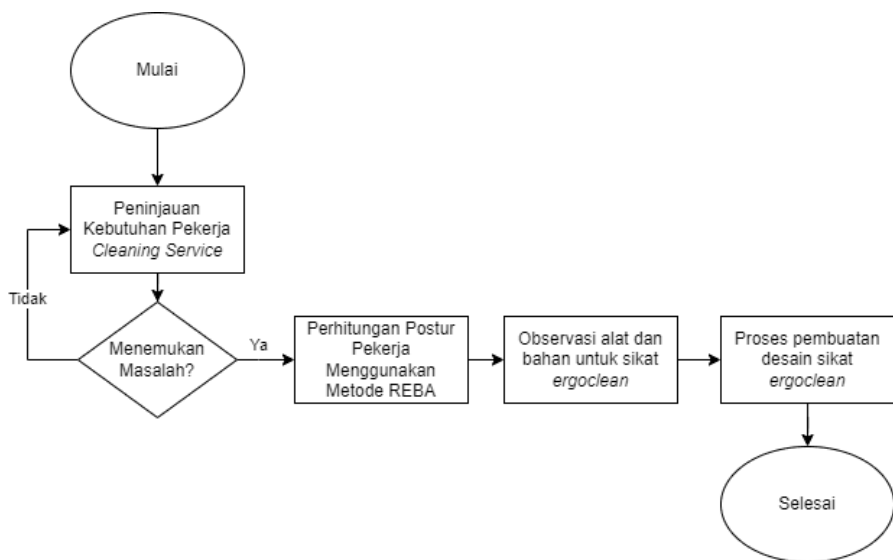 Mulai
Peninjauan
Kebutuhan Pekerja
Cleaning Service
Tidak
Menemukan
Masalah?
Ya
Perhitungan Postur
Pekerja
Menggunakan
Metode REBA
Observasi alat dan
bahan untuk sikat
ergoclean
Proses pembuatan
desain sikat
ergoclean
Selesai